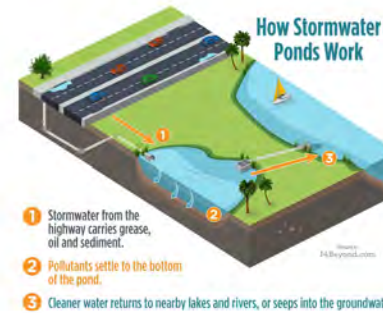 How Stormwater
Ponds Work
1
3
2
1 Stormwater from the
highway carries grease,
oil and sediment.
Source:
I4Beyond.com
2 Pollutants settle to the bottom
of the pond.
3 Cleaner water returns to nearby lakes and rivers, or seeps into the groundwat